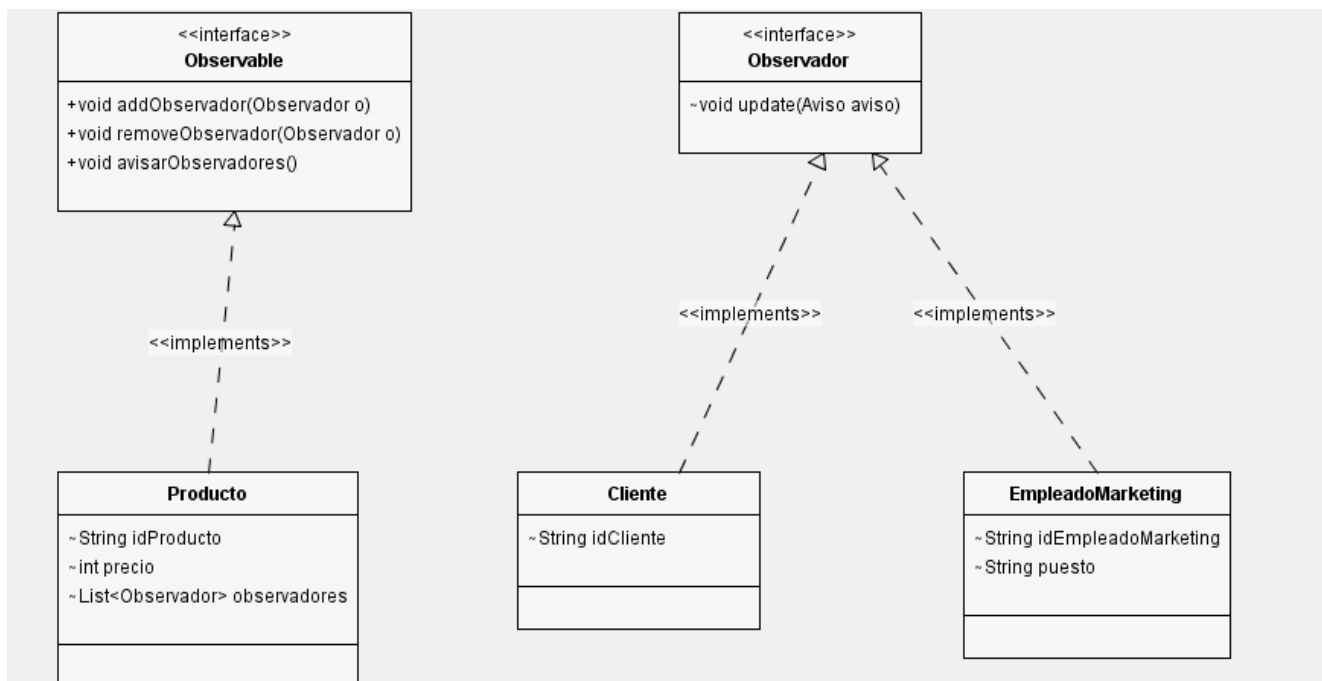 <<interface>>
Observable
+void addObservador(Observador o)
+void removeObservador(Observador o)
+void avisarObservadores()
<<interface>>
Observador
~void update(Aviso aviso)
<<implements>>
<<implements>>
<<implements>>
Producto
~String idProducto
~int precio
~List<Observador> observadores
Cliente
~String idCliente
EmpleadoMarketing
~String idEmpleadoMarketing
~String puesto